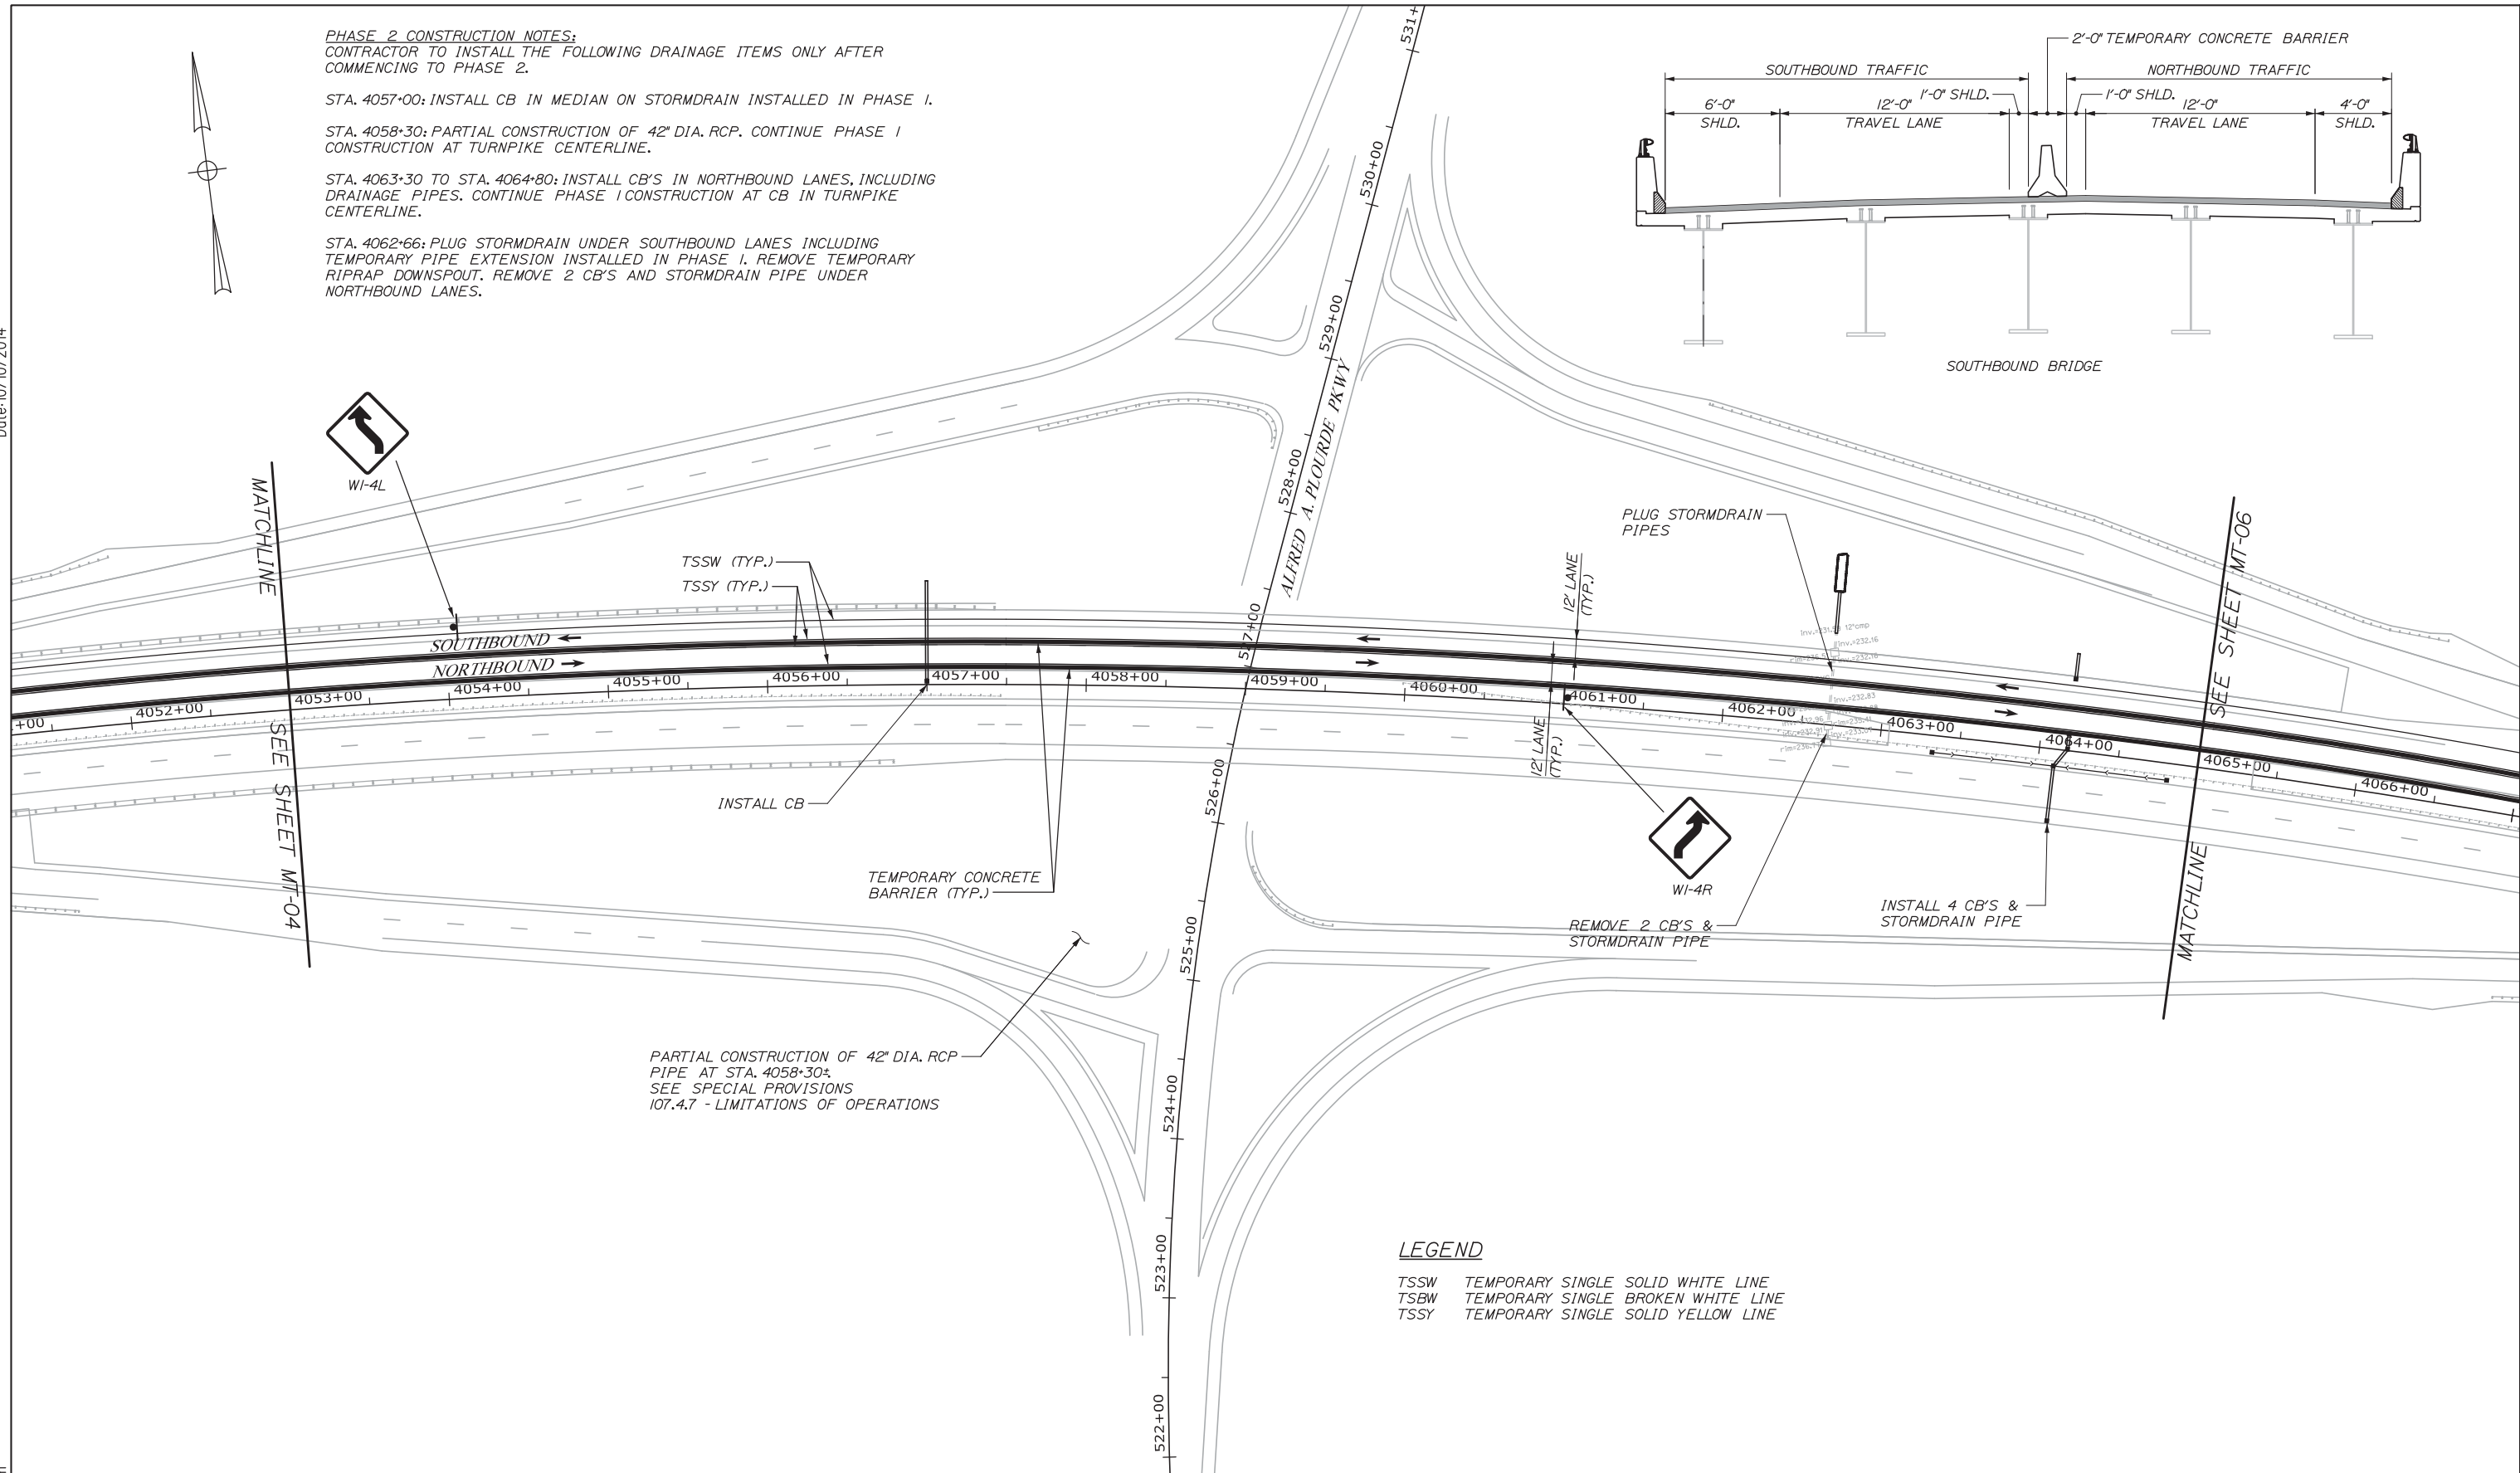 PHASE 2 CONSTRUCTION NOTES:
CONTRACTOR TO INSTALL THE FOLLOWING DRAINAGE ITEMS ONLY AFTER
COMMENCING TO PHASE 2.
STA. 4057+00: INSTALL CB IN MEDIAN ON STORMDRAIN INSTALLED IN PHASE 1.
STA. 4058+30: PARTIAL CONSTRUCTION OF 42" DIA. RCP. CONTINUE PHASE 1
CONSTRUCTION AT TURNPIKE CENTERLINE.
STA. 4063+30 TO STA. 4064+80: INSTALL CB'S IN NORTHBOUND LANES, INCLUDING
DRAINAGE PIPES. CONTINUE PHASE 1 CONSTRUCTION AT CB IN TURNPIKE
CENTERLINE.
STA. 4062+66: PLUG STORMDRAIN UNDER SOUTHBOUND LANES INCLUDING
TEMPORARY PIPE EXTENSION INSTALLED IN PHASE 1. REMOVE TEMPORARY
RIPRAP DOWNSPOUT. REMOVE 2 CB'S AND STORMDRAIN PIPE UNDER
NORTHBOUND LANES.
2'-0" TEMPORARY CONCRETE BARRIER
SOUTHBOUND TRAFFIC
NORTHBOUND TRAFFIC
6'-0"
SHLD.
12'-0"
TRAVEL LANE
1'-0" SHLD.
1'-0" SHLD.
12'-0"
TRAVEL LANE
4'-0"
SHLD.
SOUTHBOUND BRIDGE
Date:10/10/2014
531+
530+00
529+00
528+00
527+00
526+00
525+00
524+00
523+00
522+00
ALFRED A. PLOURDE PKWY
W1-4L
MATCHLINE
SEE SHEET MT-04
TSSW (TYP.)
TSSY (TYP.)
SOUTHBOUND
NORTHBOUND
12' LANE
(TYP.)
12' LANE
(TYP.)
PLUG STORMDRAIN
PIPES
Inv.=232.16
Inv.=232.83
SEE SHEET MT-06
MATCHLINE
+00
4052+00
4053+00
4054+00
4055+00
4056+00
4057+00
4058+00
4059+00
4060+00
4061+00
4062+00
4063+00
4064+00
4065+00
4066+00
INSTALL CB
TEMPORARY CONCRETE
BARRIER (TYP.)
W1-4R
REMOVE 2 CB'S &
STORMDRAIN PIPE
INSTALL 4 CB'S &
STORMDRAIN PIPE
PARTIAL CONSTRUCTION OF 42" DIA. RCP
PIPE AT STA. 4058+30±.
SEE SPECIAL PROVISIONS
107.4.7 - LIMITATIONS OF OPERATIONS
LEGEND
TSSW TEMPORARY SINGLE SOLID WHITE LINE
TSBW TEMPORARY SINGLE BROKEN WHITE LINE
TSSY TEMPORARY SINGLE SOLID YELLOW LINE